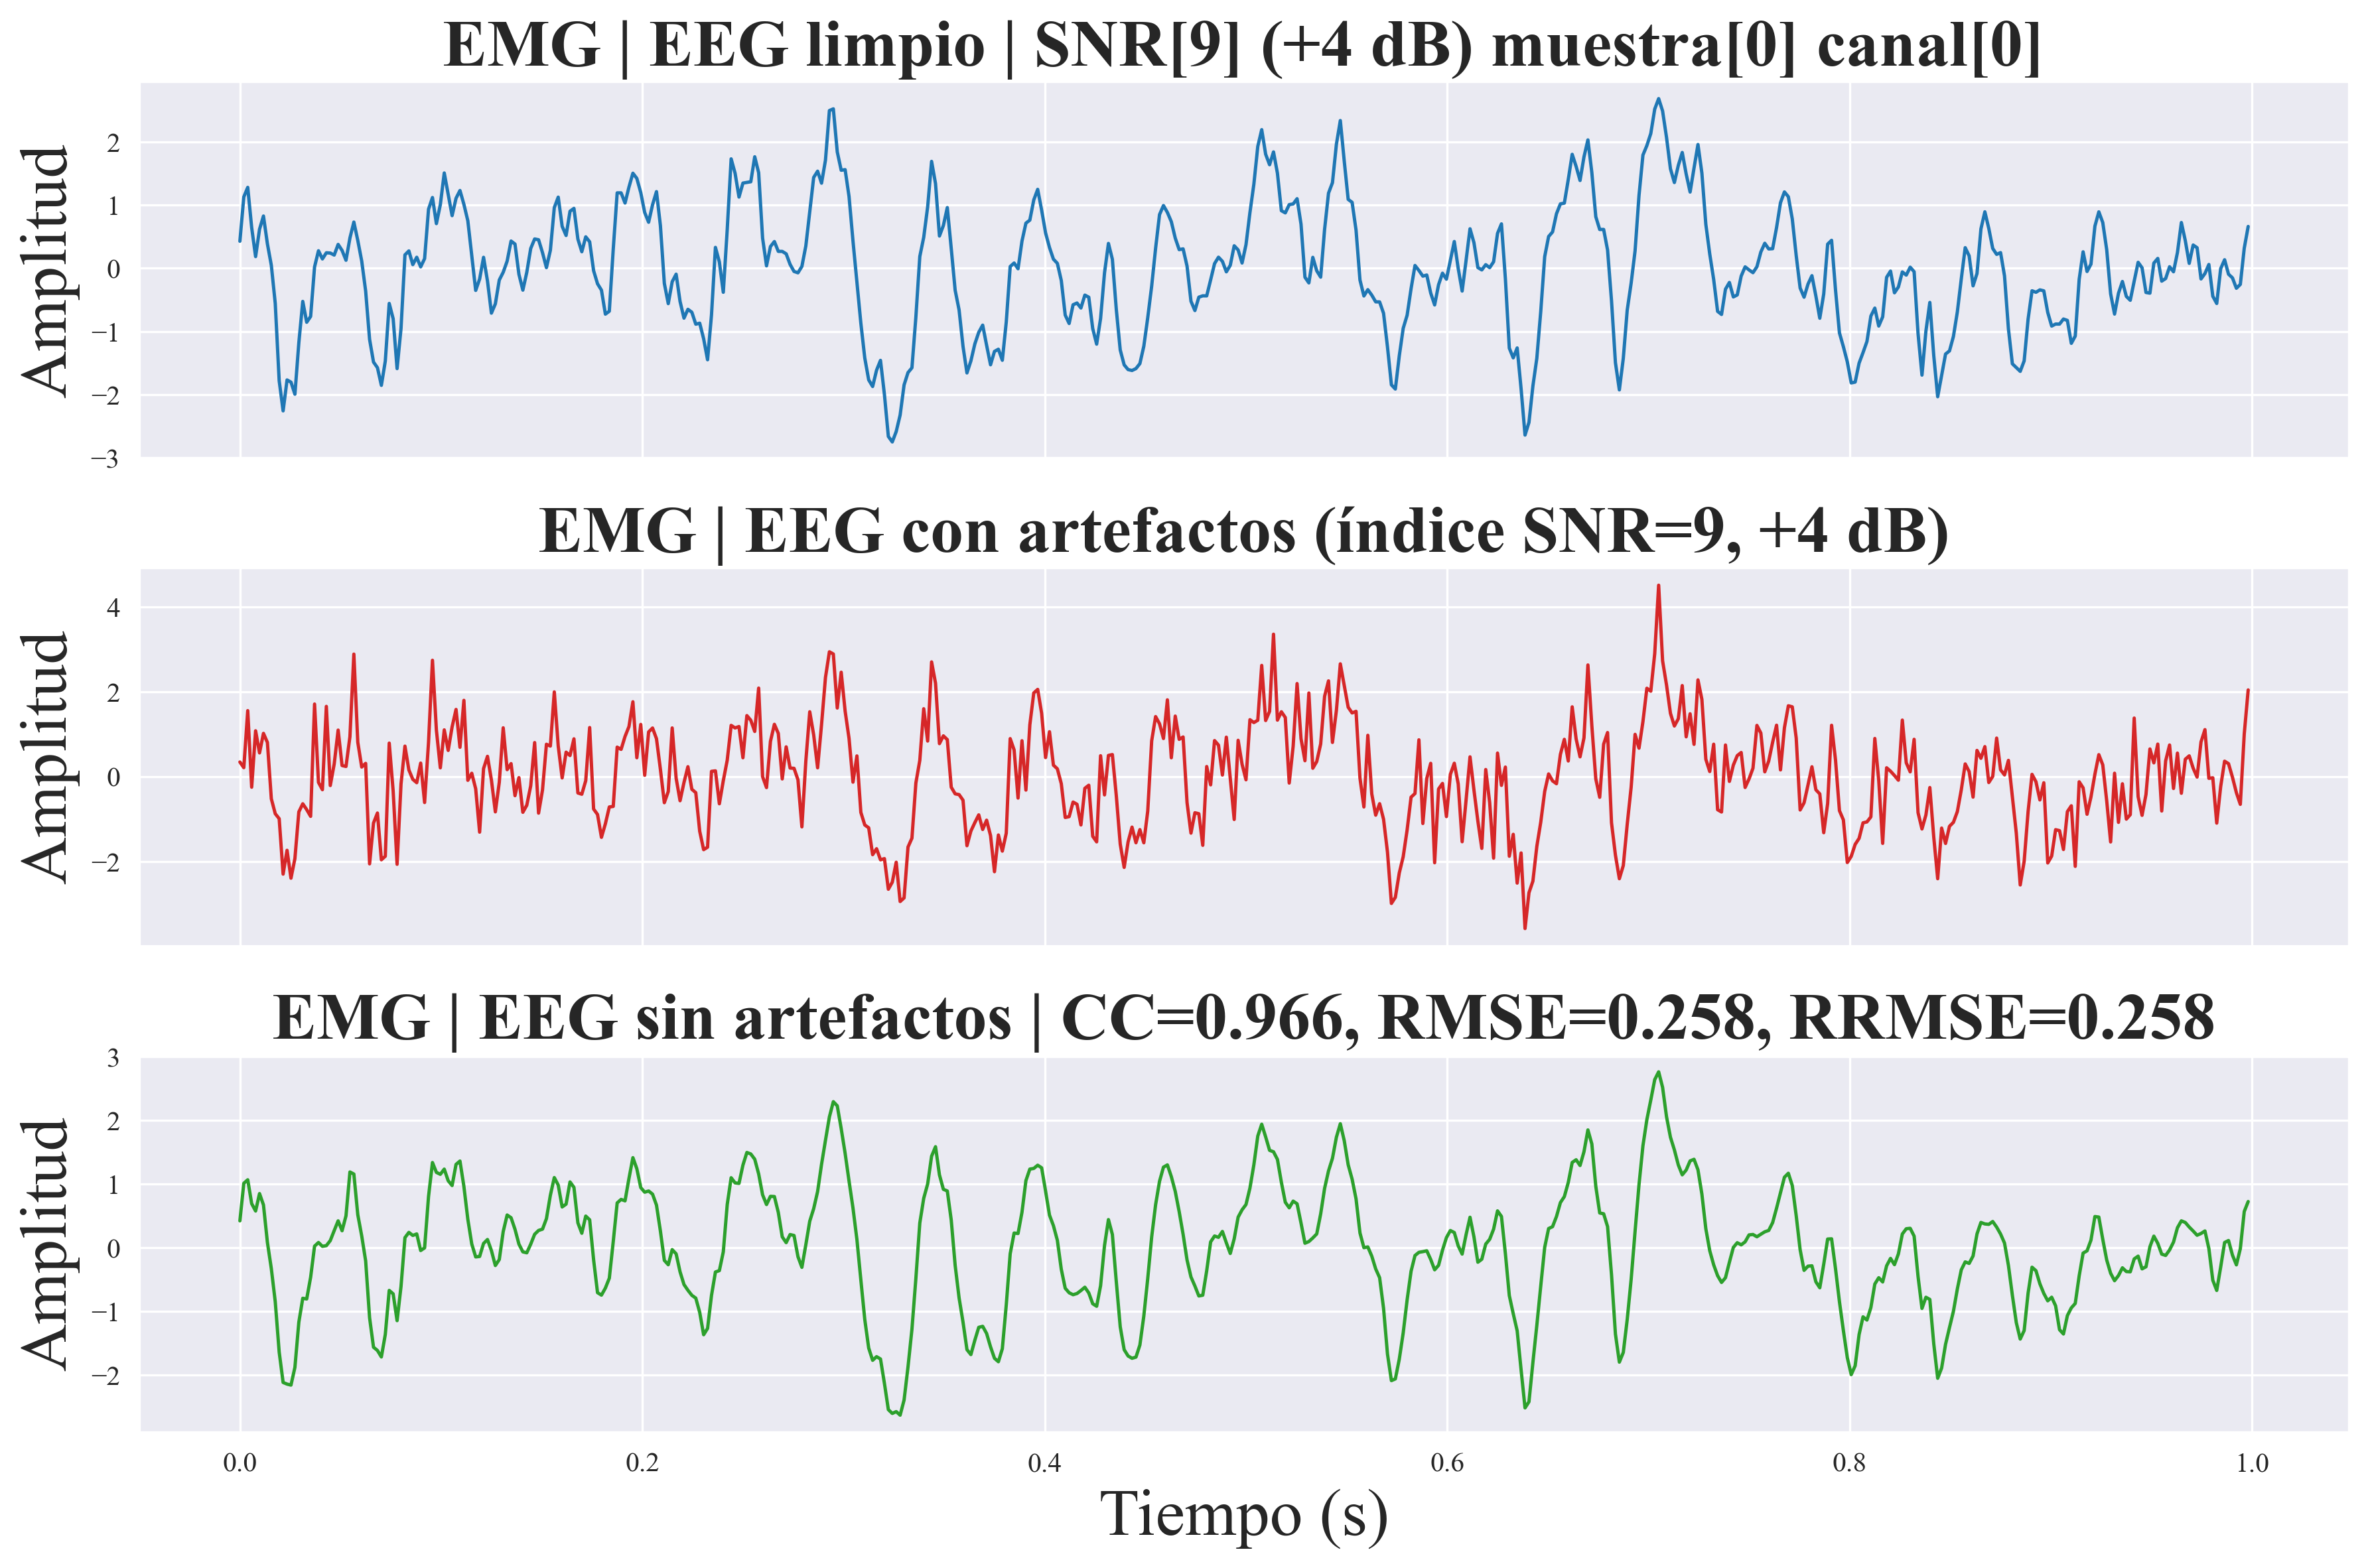 EMG | EEG limpio | SNR[9] (+4 dB) muestra[0] canal[0]
Amplitud
2
1
0
−1
−2
−3
EMG | EEG con artefactos (índice SNR=9, +4 dB)
Amplitud
4
2
0
−2
EMG | EEG sin artefactos | CC=0.966, RMSE=0.258, RRMSE=0.258
Amplitud
3
2
1
0
−1
−2
0.0 0.2 0.4 0.6 0.8 1.0
Tiempo (s)